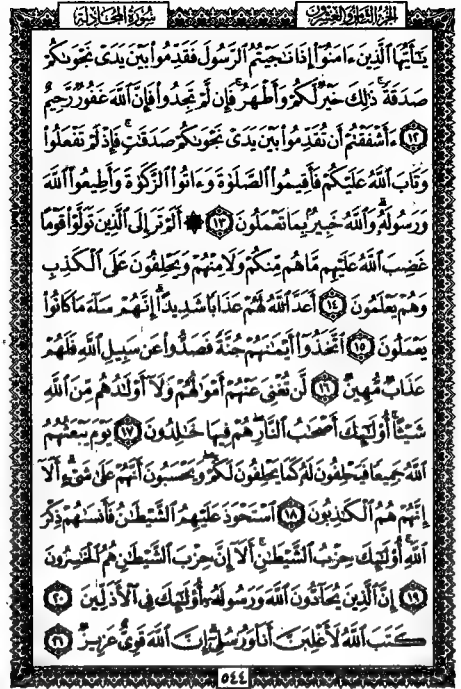 الجزء الثامن والعشرون
سورة المجادلة
يَٰٓأَيُّهَا ٱلَّذِينَ ءَامَنُوٓا۟ إِذَا نَٰجَيْتُمُ ٱلرَّسُولَ فَقَدِّمُوا۟ بَيْنَ يَدَىْ نَجْوَىٰكُمْ
صَدَقَةً ۚ ذَٰلِكَ خَيْرٌ لَّكُمْ وَأَطْهَرُ ۚ فَإِن لَّمْ تَجِدُوا۟ فَإِنَّ ٱللَّهَ غَفُورٌ رَّحِيمٌ
١٢ ءَأَشْفَقْتُمْ أَن تُقَدِّمُوا۟ بَيْنَ يَدَىْ نَجْوَىٰكُمْ صَدَقَٰتٍ ۚ فَإِذْ لَمْ تَفْعَلُوا۟
وَتَابَ ٱللَّهُ عَلَيْكُمْ فَأَقِيمُوا۟ ٱلصَّلَوٰةَ وَءَاتُوا۟ ٱلزَّكَوٰةَ وَأَطِيعُوا۟ ٱللَّهَ
وَرَسُولَهُۥ ۚ وَٱللَّهُ خَبِيرٌۢ بِمَا تَعْمَلُونَ ١٣ ۞ أَلَمْ تَرَ إِلَى ٱلَّذِينَ تَوَلَّوْا۟ قَوْمًا
غَضِبَ ٱللَّهُ عَلَيْهِم مَّا هُم مِّنكُمْ وَلَا مِنْهُمْ وَيَحْلِفُونَ عَلَى ٱلْكَذِبِ
وَهُمْ يَعْلَمُونَ ١٤ أَعَدَّ ٱللَّهُ لَهُمْ عَذَابًا شَدِيدًا ۖ إِنَّهُمْ سَآءَ مَا كَانُوا۟
يَعْمَلُونَ ١٥ ٱتَّخَذُوٓا۟ أَيْمَٰنَهُمْ جُنَّةً فَصَدُّوا۟ عَن سَبِيلِ ٱللَّهِ فَلَهُمْ
عَذَابٌ مُّهِينٌ ١٦ لَّن تُغْنِىَ عَنْهُمْ أَمْوَٰلُهُمْ وَلَآ أَوْلَٰدُهُم مِّنَ ٱللَّهِ
شَيْـًٔا ۚ أُو۟لَٰٓئِكَ أَصْحَٰبُ ٱلنَّارِ ۖ هُمْ فِيهَا خَٰلِدُونَ ١٧ يَوْمَ يَبْعَثُهُمُ
ٱللَّهُ جَمِيعًا فَيَحْلِفُونَ لَهُۥ كَمَا يَحْلِفُونَ لَكُمْ ۖ وَيَحْسَبُونَ أَنَّهُمْ عَلَىٰ شَىْءٍ ۚ أَلَآ
إِنَّهُمْ هُمُ ٱلْكَٰذِبُونَ ١٨ ٱسْتَحْوَذَ عَلَيْهِمُ ٱلشَّيْطَٰنُ فَأَنسَىٰهُمْ ذِكْرَ
ٱللَّهِ ۚ أُو۟لَٰٓئِكَ حِزْبُ ٱلشَّيْطَٰنِ ۚ أَلَآ إِنَّ حِزْبَ ٱلشَّيْطَٰنِ هُمُ ٱلْخَٰسِرُونَ
١٩ إِنَّ ٱلَّذِينَ يُحَآدُّونَ ٱللَّهَ وَرَسُولَهُۥٓ أُو۟لَٰٓئِكَ فِى ٱلْأَذَلِّينَ ٢٠
كَتَبَ ٱللَّهُ لَأَغْلِبَنَّ أَنَا۠ وَرُسُلِىٓ ۚ إِنَّ ٱللَّهَ قَوِىٌّ عَزِيزٌ ٢١
٥٤٤